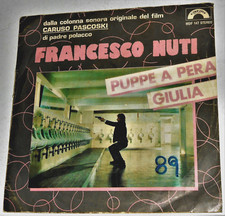 dalla colonna sonora originale del film
CARUSO PASCOSKI
di padre polacco
FRANCESCO NUTI
PUPPE A PERA
GIULIA
89